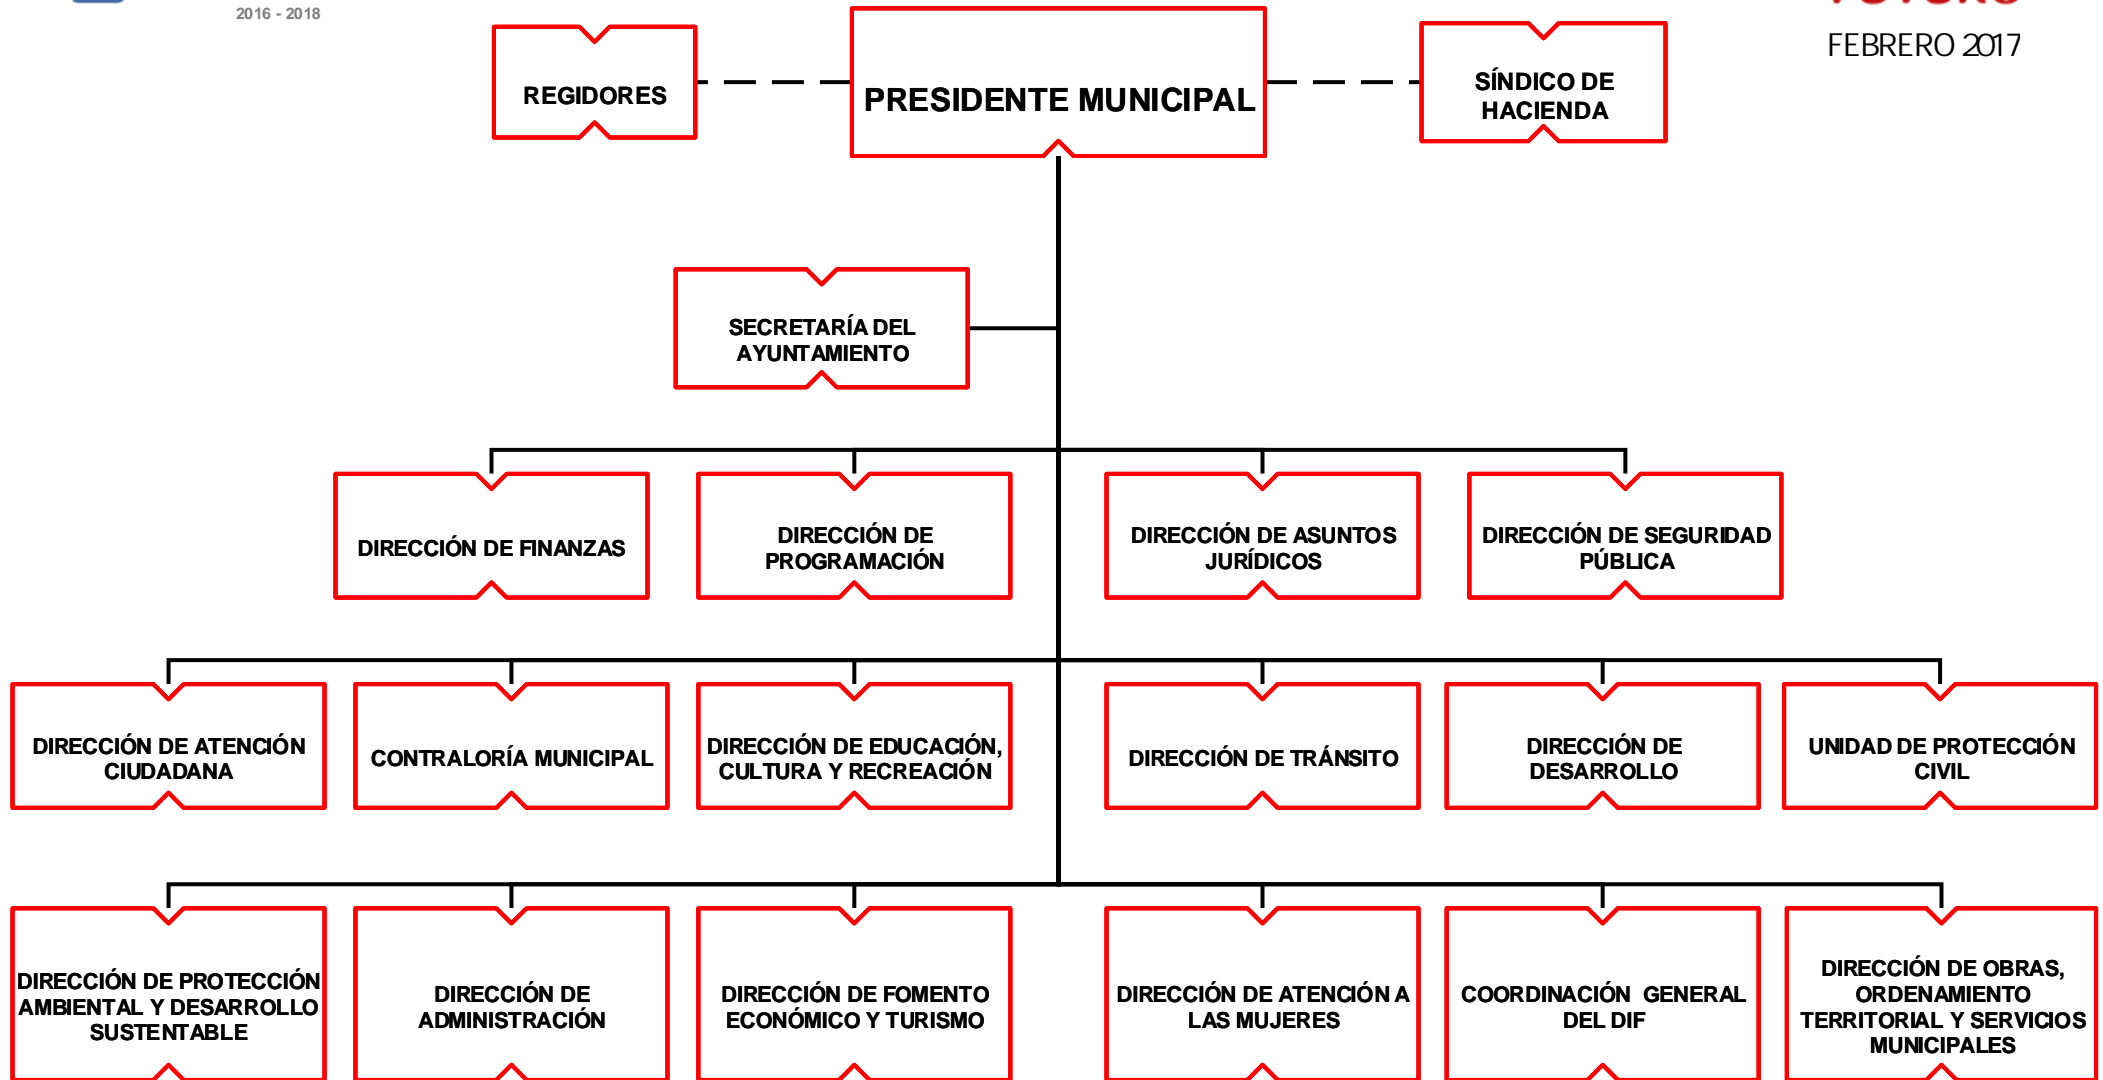 2016 - 2018
FEBRERO 2017
REGIDORES
PRESIDENTE MUNICIPAL
SÍNDICO DE
HACIENDA
SECRETARÍA DEL
AYUNTAMIENTO
DIRECCIÓN DE FINANZAS
DIRECCIÓN DE
PROGRAMACIÓN
DIRECCIÓN DE ASUNTOS
JURÍDICOS
DIRECCIÓN DE SEGURIDAD
PÚBLICA
DIRECCIÓN DE ATENCIÓN
CIUDADANA
CONTRALORÍA MUNICIPAL
DIRECCIÓN DE EDUCACIÓN,
CULTURA Y RECREACIÓN
DIRECCIÓN DE TRÁNSITO
DIRECCIÓN DE
DESARROLLO
UNIDAD DE PROTECCIÓN
CIVIL
DIRECCIÓN DE PROTECCIÓN
AMBIENTAL Y DESARROLLO
SUSTENTABLE
DIRECCIÓN DE
ADMINISTRACIÓN
DIRECCIÓN DE FOMENTO
ECONÓMICO Y TURISMO
DIRECCIÓN DE ATENCIÓN A
LAS MUJERES
COORDINACIÓN GENERAL
DEL DIF
DIRECCIÓN DE OBRAS,
ORDENAMIENTO
TERRITORIAL Y SERVICIOS
MUNICIPALES